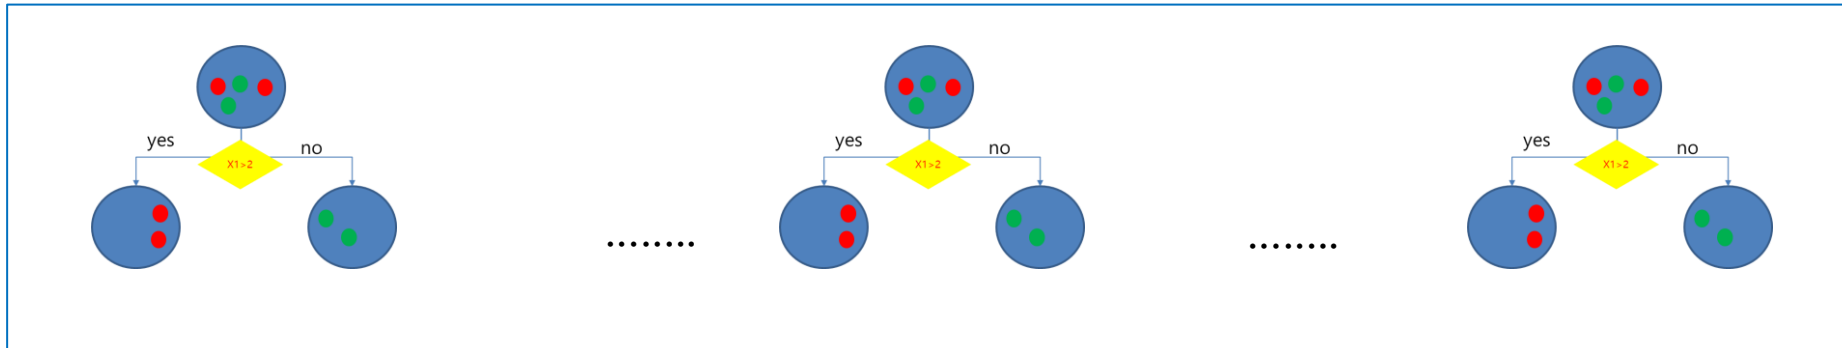 yes
no
X1>2
........
yes
no
X1>2
........
yes
no
X1>2